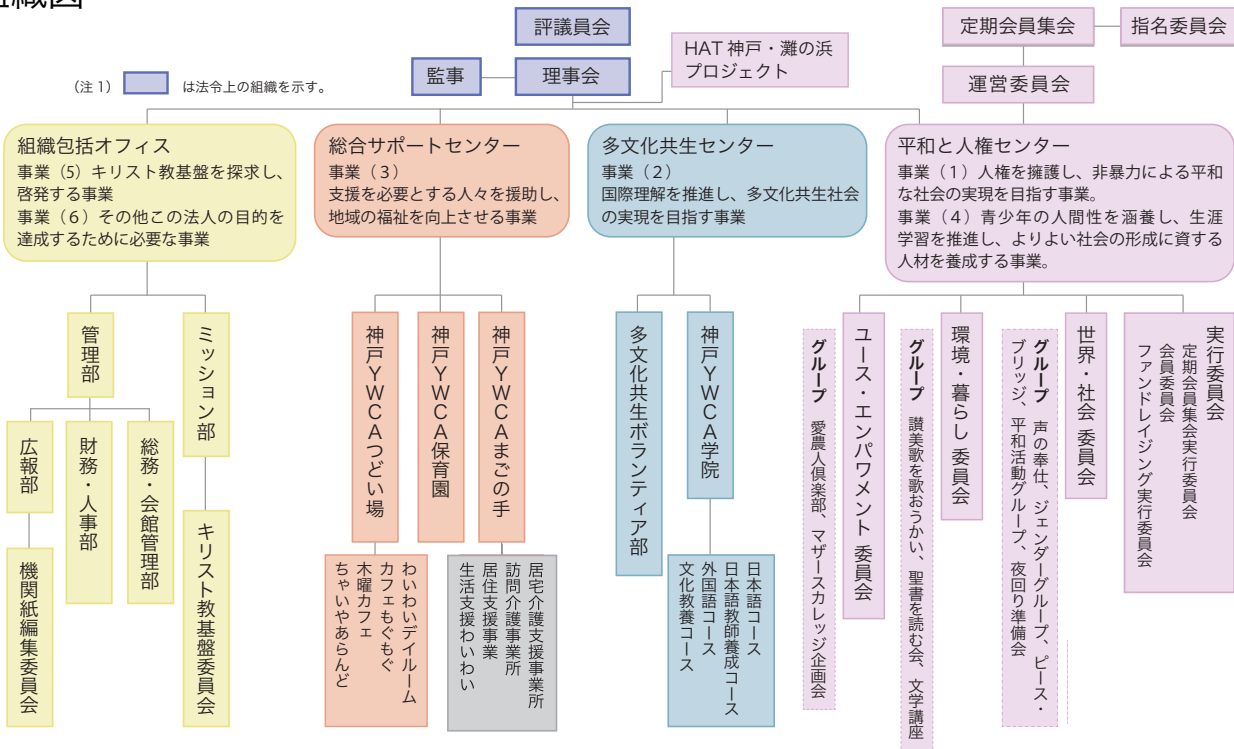 組織図
評議員会
定期会員集会
指名委員会
HAT 神戸・灘の浜
プロジェクト
監事
理事会
運営委員会
（注 1）
は法令上の組織を示す。
組織包括オフィス
事業（5）キリスト教基盤を探求し、
啓発する事業
事業（6）その他この法人の目的を
達成するために必要な事業
総合サポートセンター
事業（3）
支援を必要とする人々を援助し、
地域の福祉を向上させる事業
多文化共生センター
事業（2）
国際理解を推進し、多文化共生社会
の実現を目指す事業
平和と人権センター
事業（1）人権を擁護し、非暴力による平和
な社会の実現を目指す事業。
事業（4）青少年の人間性を涵養し、生涯
学習を推進し、よりよい社会の形成に資する
人材を養成する事業。
管理部
ミッション部
広報部
財務・人事部
総務・会館管理部
機関紙編集委員会
キリスト教基盤委員会
神戸YWCAつどい場
神戸YWCA保育園
神戸YWCAまごの手
わいわいデイルーム
カフェもぐもぐ
木曜カフェ
ちゃいやあらんど
居宅介護支援事業所
訪問介護事業所
居住支援事業
生活支援わいわい
多文化共生ボランティア部
神戸YWCA学院
日本語コース
日本語教師養成コース
外国語コース
文化教養コース
グループ 愛農人倶楽部、マザースカレッジ企画会
ユース・エンパワメント 委員会
グループ 讃美歌を歌おうかい、聖書を読む会、文学講座
環境・暮らし 委員会
グループ 声の奉仕、ジェンダーグループ、ピース・
ブリッジ、平和活動グループ、夜回り準備会
世界・社会 委員会
実行委員会
定期会員集会実行委員会
会員委員会
ファンドレイジング実行委員会